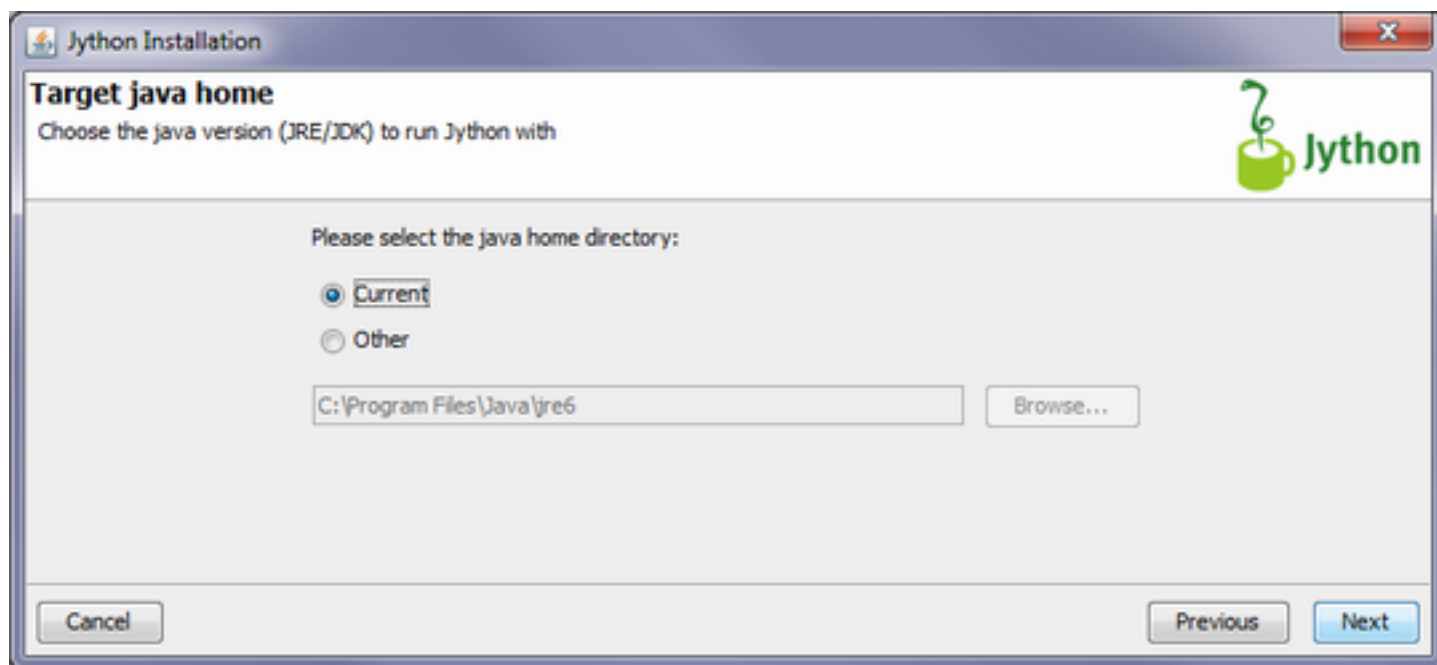 Jython Installation
Target java home
Choose the java version (JRE/JDK) to run Jython with
Jython
Please select the java home directory:
Current
Other
C:\Program Files\Java\jre6
Browse...
Cancel
Previous
Next